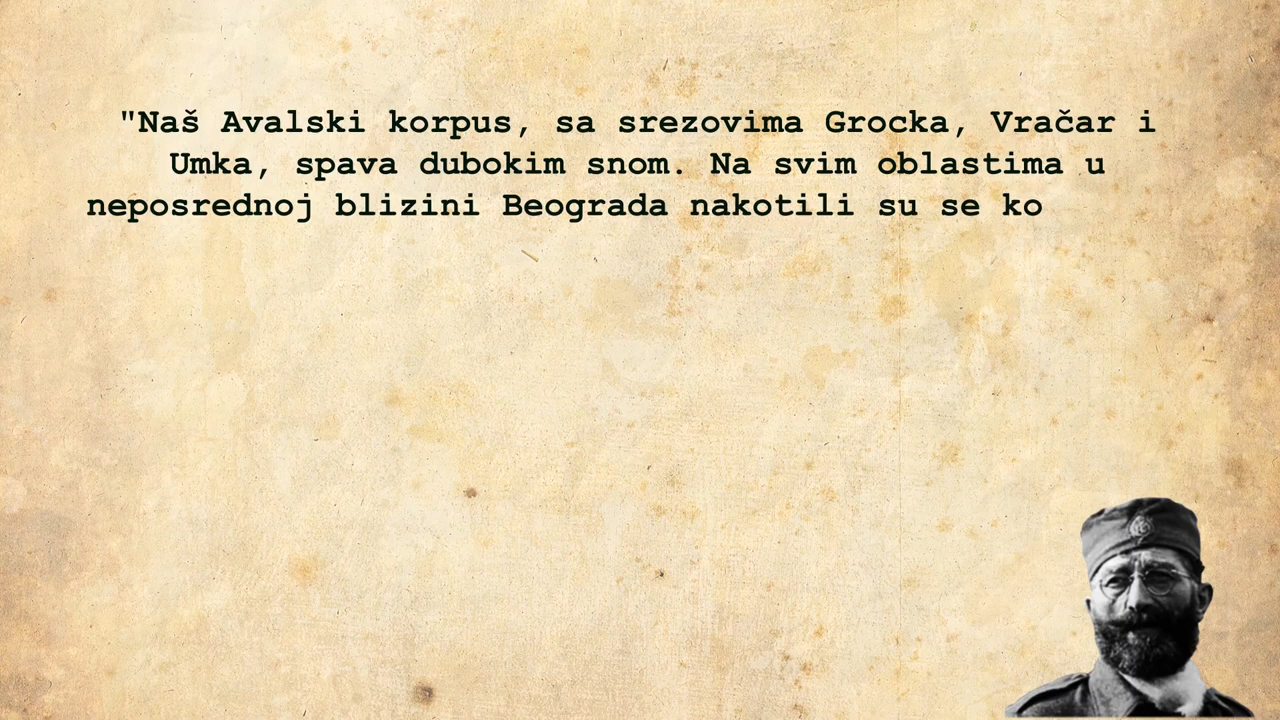 "Naš Avalski korpus, sa srezovima Grocka, Vračar i
Umka, spava dubokim snom. Na svim oblastima u
neposrednoj blizini Beograda nakotili su se ko